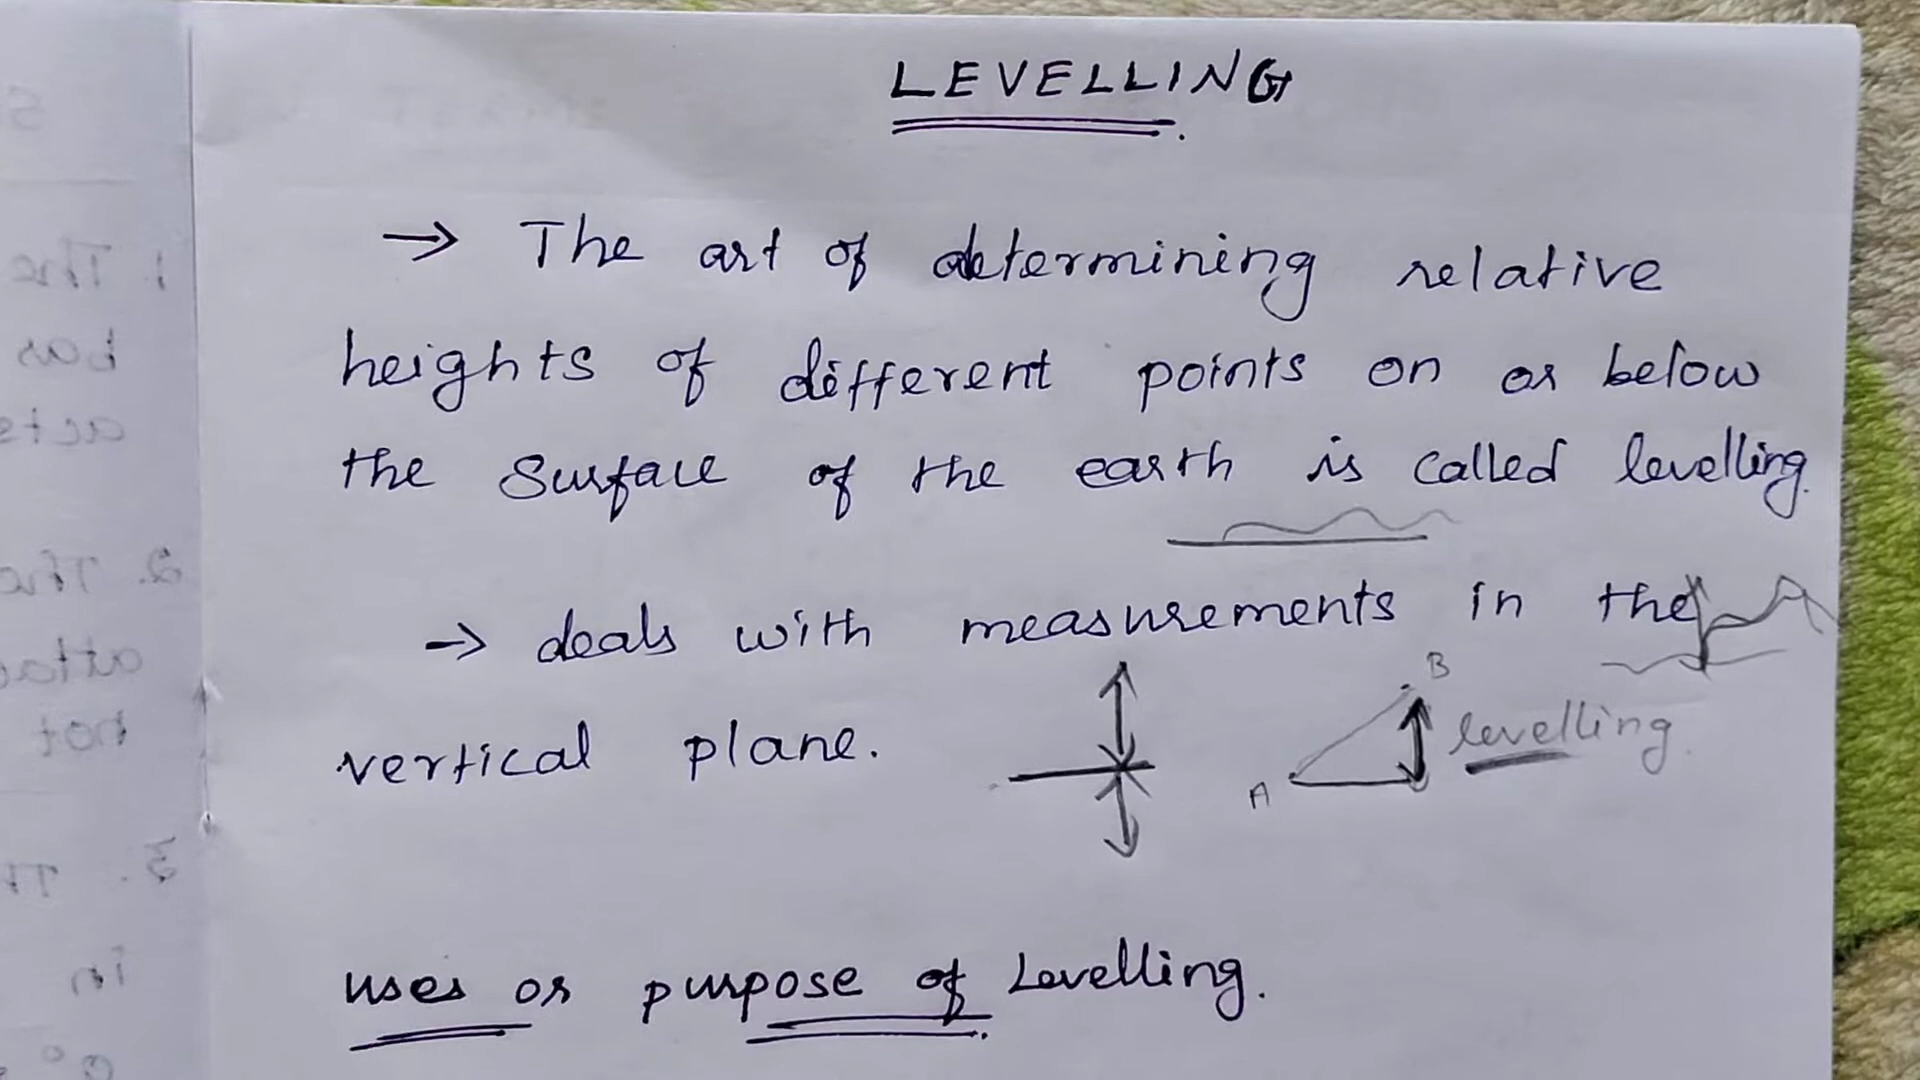 LEVELLING
→ The art of determining relative
heights of different points on or below
the surface of the earth is called levelling.
→ deals with measurements in the
vertical plane.
B
levelling.
A
uses or purpose of Levelling.